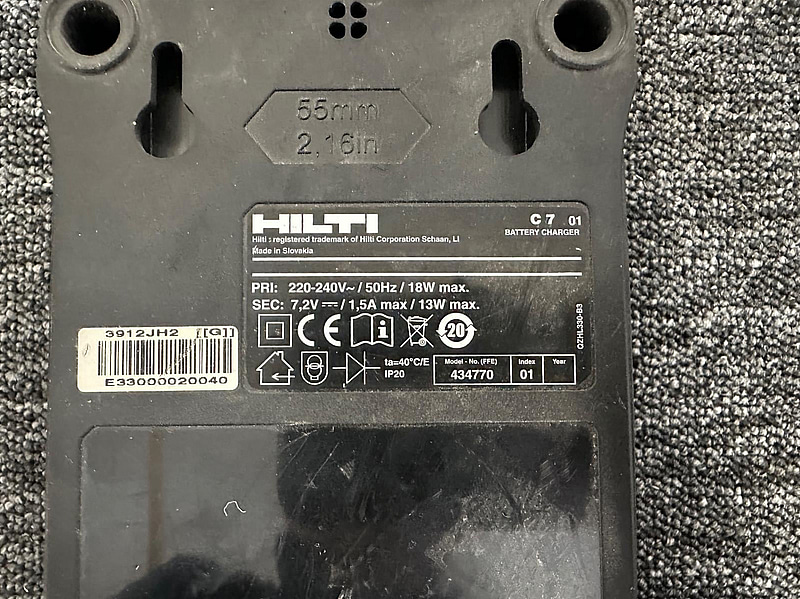 55mm
2,16in
HILTI
C 7 01
BATTERY CHARGER
Hilti = registered trademark of Hilti Corporation Schaan, LI
Made in Slovakia
PRI: 220-240V~ / 50Hz / 18W max.
SEC: 7,2V ⎓ / 1,5A max / 13W max.
CE
i
20
QZHL330-B3
3912JH2 [[G]]
E33000020040
ta=40°C/E
IP20
Model - No. (FFE)
434770
Index
01
Year